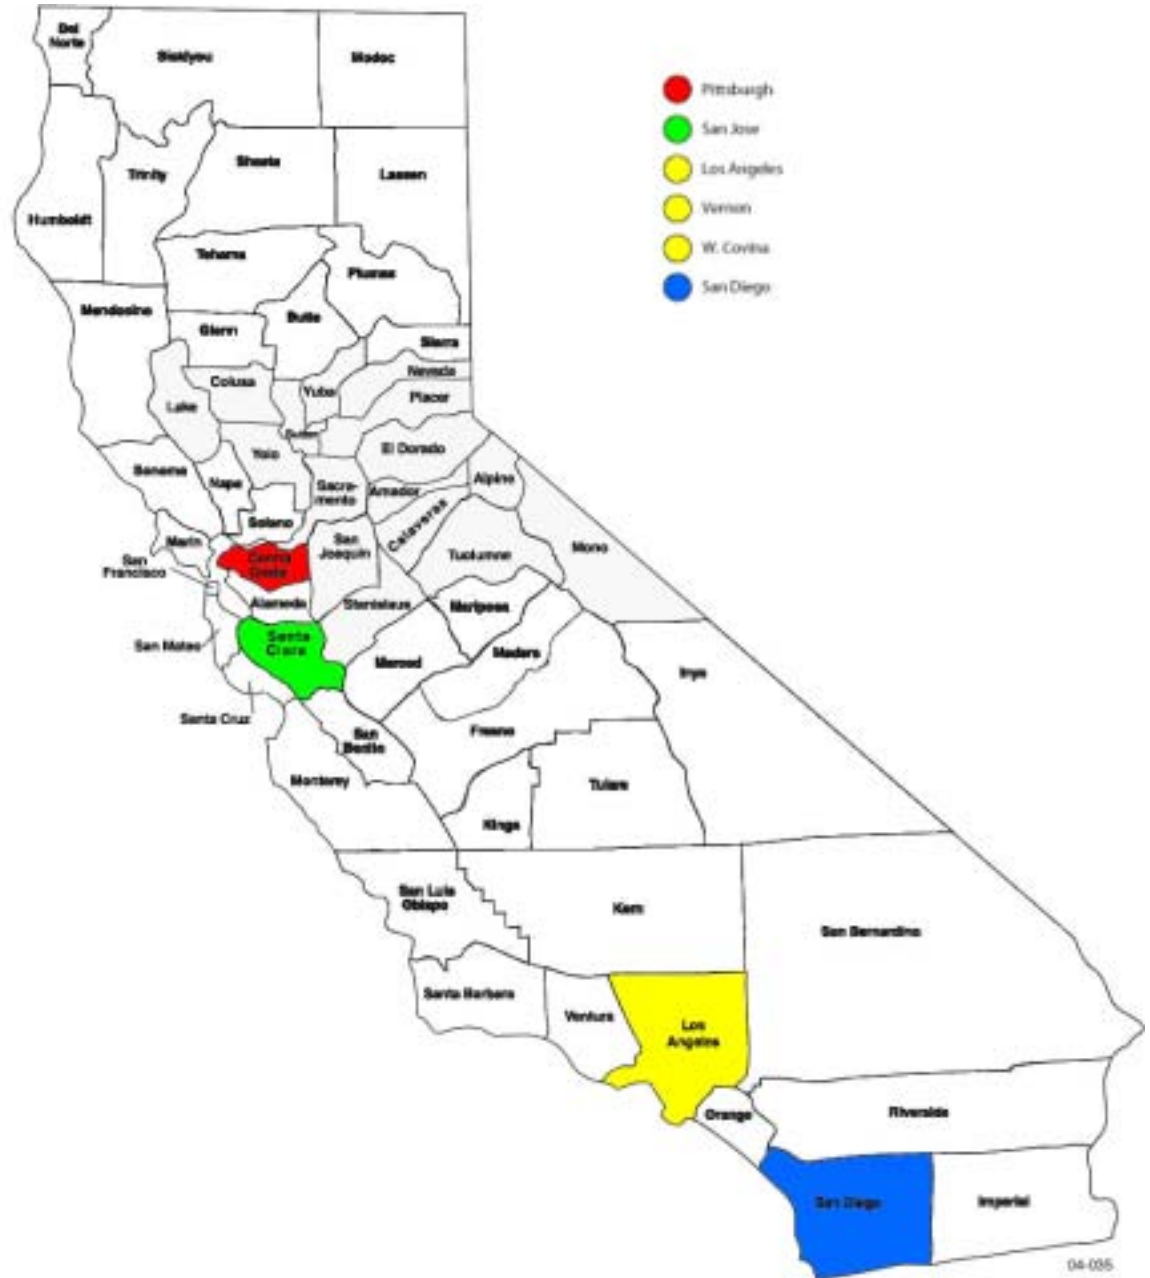 Del
Norte
Siskiyou
Modoc
Pittsburgh
San Jose
Los Angeles
Vernon
W. Covina
San Diego
Trinity
Shasta
Lassen
Humboldt
Tehama
Plumas
Mendocino
Glenn
Butte
Sierra
Nevada
Colusa
Yuba
Placer
Lake
Sutter
Yolo
El Dorado
Sonoma
Napa
Sacra-
mento
Amador
Alpine
Solano
Calaveras
Marin
San
Joaquin
Tuolumne
Mono
San
Francisco
Contra
Costa
Alameda
Stanislaus
Mariposa
San Mateo
Santa
Clara
Merced
Madera
Inyo
Santa Cruz
San
Benito
Fresno
Monterey
Tulare
Kings
San Luis
Obispo
Kern
San Bernardino
Santa Barbara
Ventura
Los
Angeles
Orange
Riverside
San Diego
Imperial
04-035